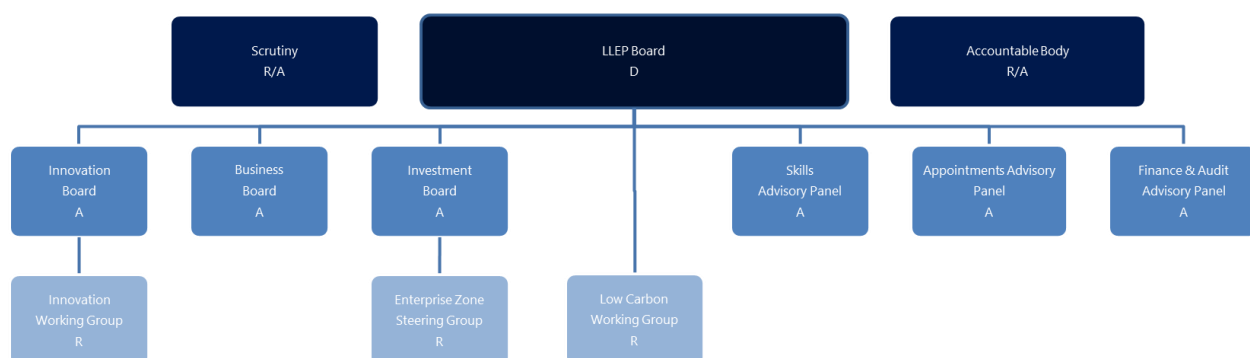 Scrutiny
R/A
LLEP Board
D
Accountable Body
R/A
Innovation
Board
A
Business
Board
A
Investment
Board
A
Skills
Advisory Panel
A
Appointments Advisory
Panel
A
Finance & Audit
Advisory Panel
A
Innovation
Working Group
R
Enterprise Zone
Steering Group
R
Low Carbon
Working Group
R